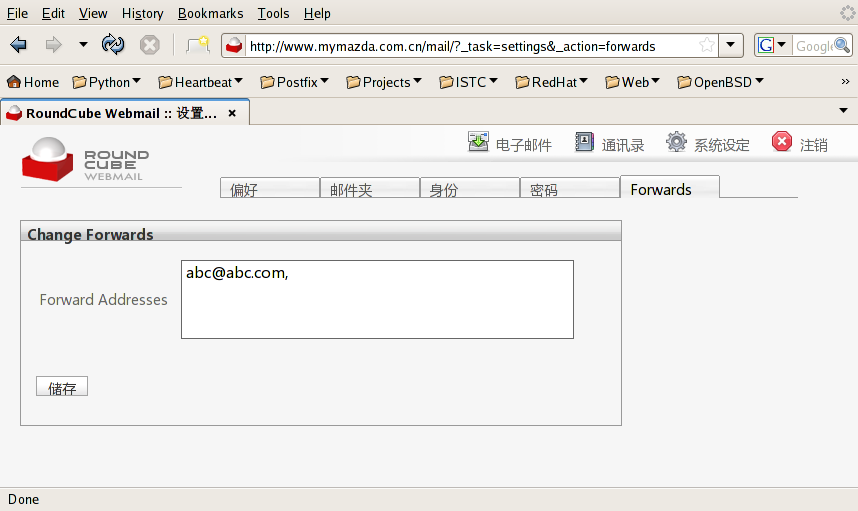 File Edit View History Bookmarks Tools Help
http://www.mymazda.com.cn/mail/?_task=settings&_action=forwards
G Google
Home Python Heartbeat Postfix Projects ISTC RedHat Web OpenBSD »
RoundCube Webmail :: 设置...
电子邮件 通讯录 系统设定 注销
ROUND
CUBE
WEBMAIL
偏好 邮件夹 身份 密码 Forwards
Change Forwards
abc@abc.com,
Forward Addresses
储存
Done